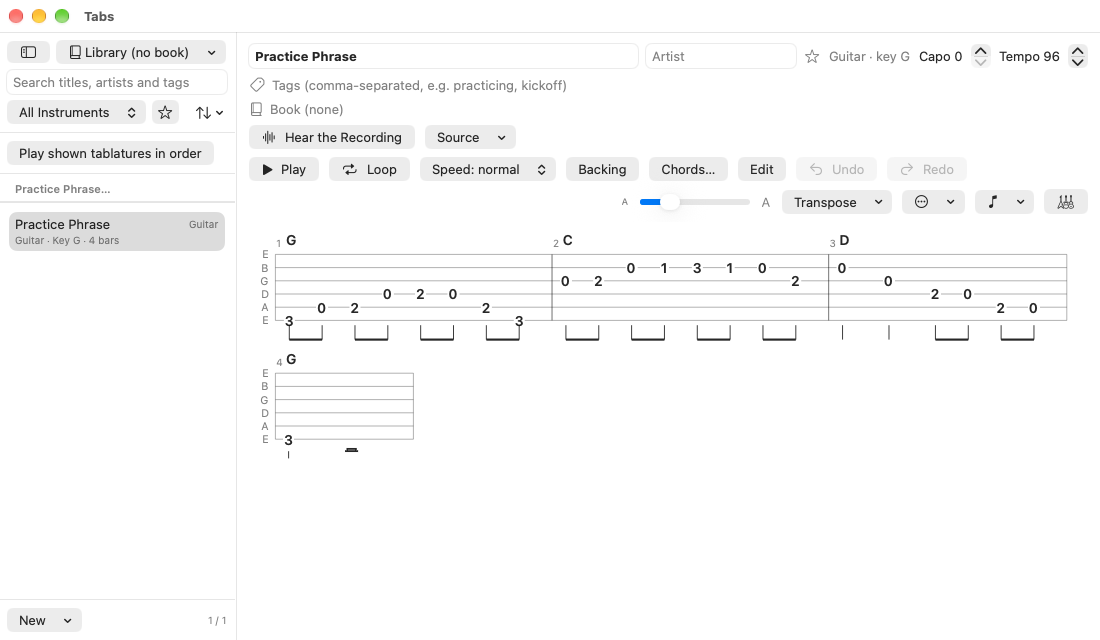 Tabs
Library (no book)
Search titles, artists and tags
All Instruments
Play shown tablatures in order
Practice Phrase...
Practice Phrase Guitar
Guitar · Key G · 4 bars
New 1 / 1
Practice Phrase Artist Guitar · key G Capo 0 Tempo 96
Tags (comma-separated, e.g. practicing, kickoff)
Book (none)
Hear the Recording Source
Play Loop Speed: normal Backing Chords... Edit Undo Redo
A A Transpose
1 G 2 C 3 D
E
B 0 1 3 1 0 0
G 0 2 2 0
D 0 2 0 2 0
A 0 2 2 2 0
E 3 3
4 G
E
B
G
D
A
E 3